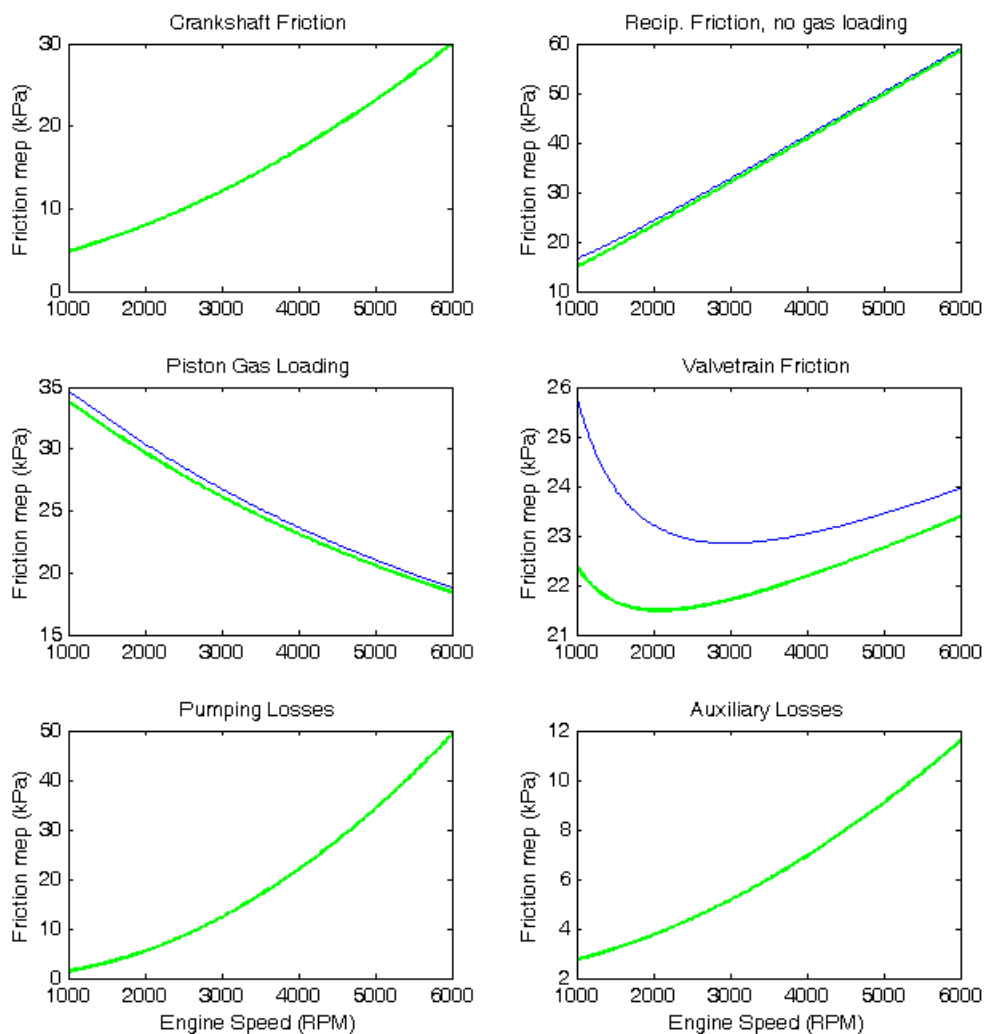 Crankshaft Friction
30
20
10
0
Friction mep (kPa)
1000 2000 3000 4000 5000 6000
Recip. Friction, no gas loading
60
50
40
30
20
10
Friction mep (kPa)
1000 2000 3000 4000 5000 6000
Piston Gas Loading
35
30
25
20
15
Friction mep (kPa)
1000 2000 3000 4000 5000 6000
Valvetrain Friction
26
25
24
23
22
21
Friction mep (kPa)
1000 2000 3000 4000 5000 6000
Pumping Losses
50
40
30
20
10
0
Friction mep (kPa)
1000 2000 3000 4000 5000 6000
Engine Speed (RPM)
Auxiliary Losses
12
10
8
6
4
2
Friction mep (kPa)
1000 2000 3000 4000 5000 6000
Engine Speed (RPM)